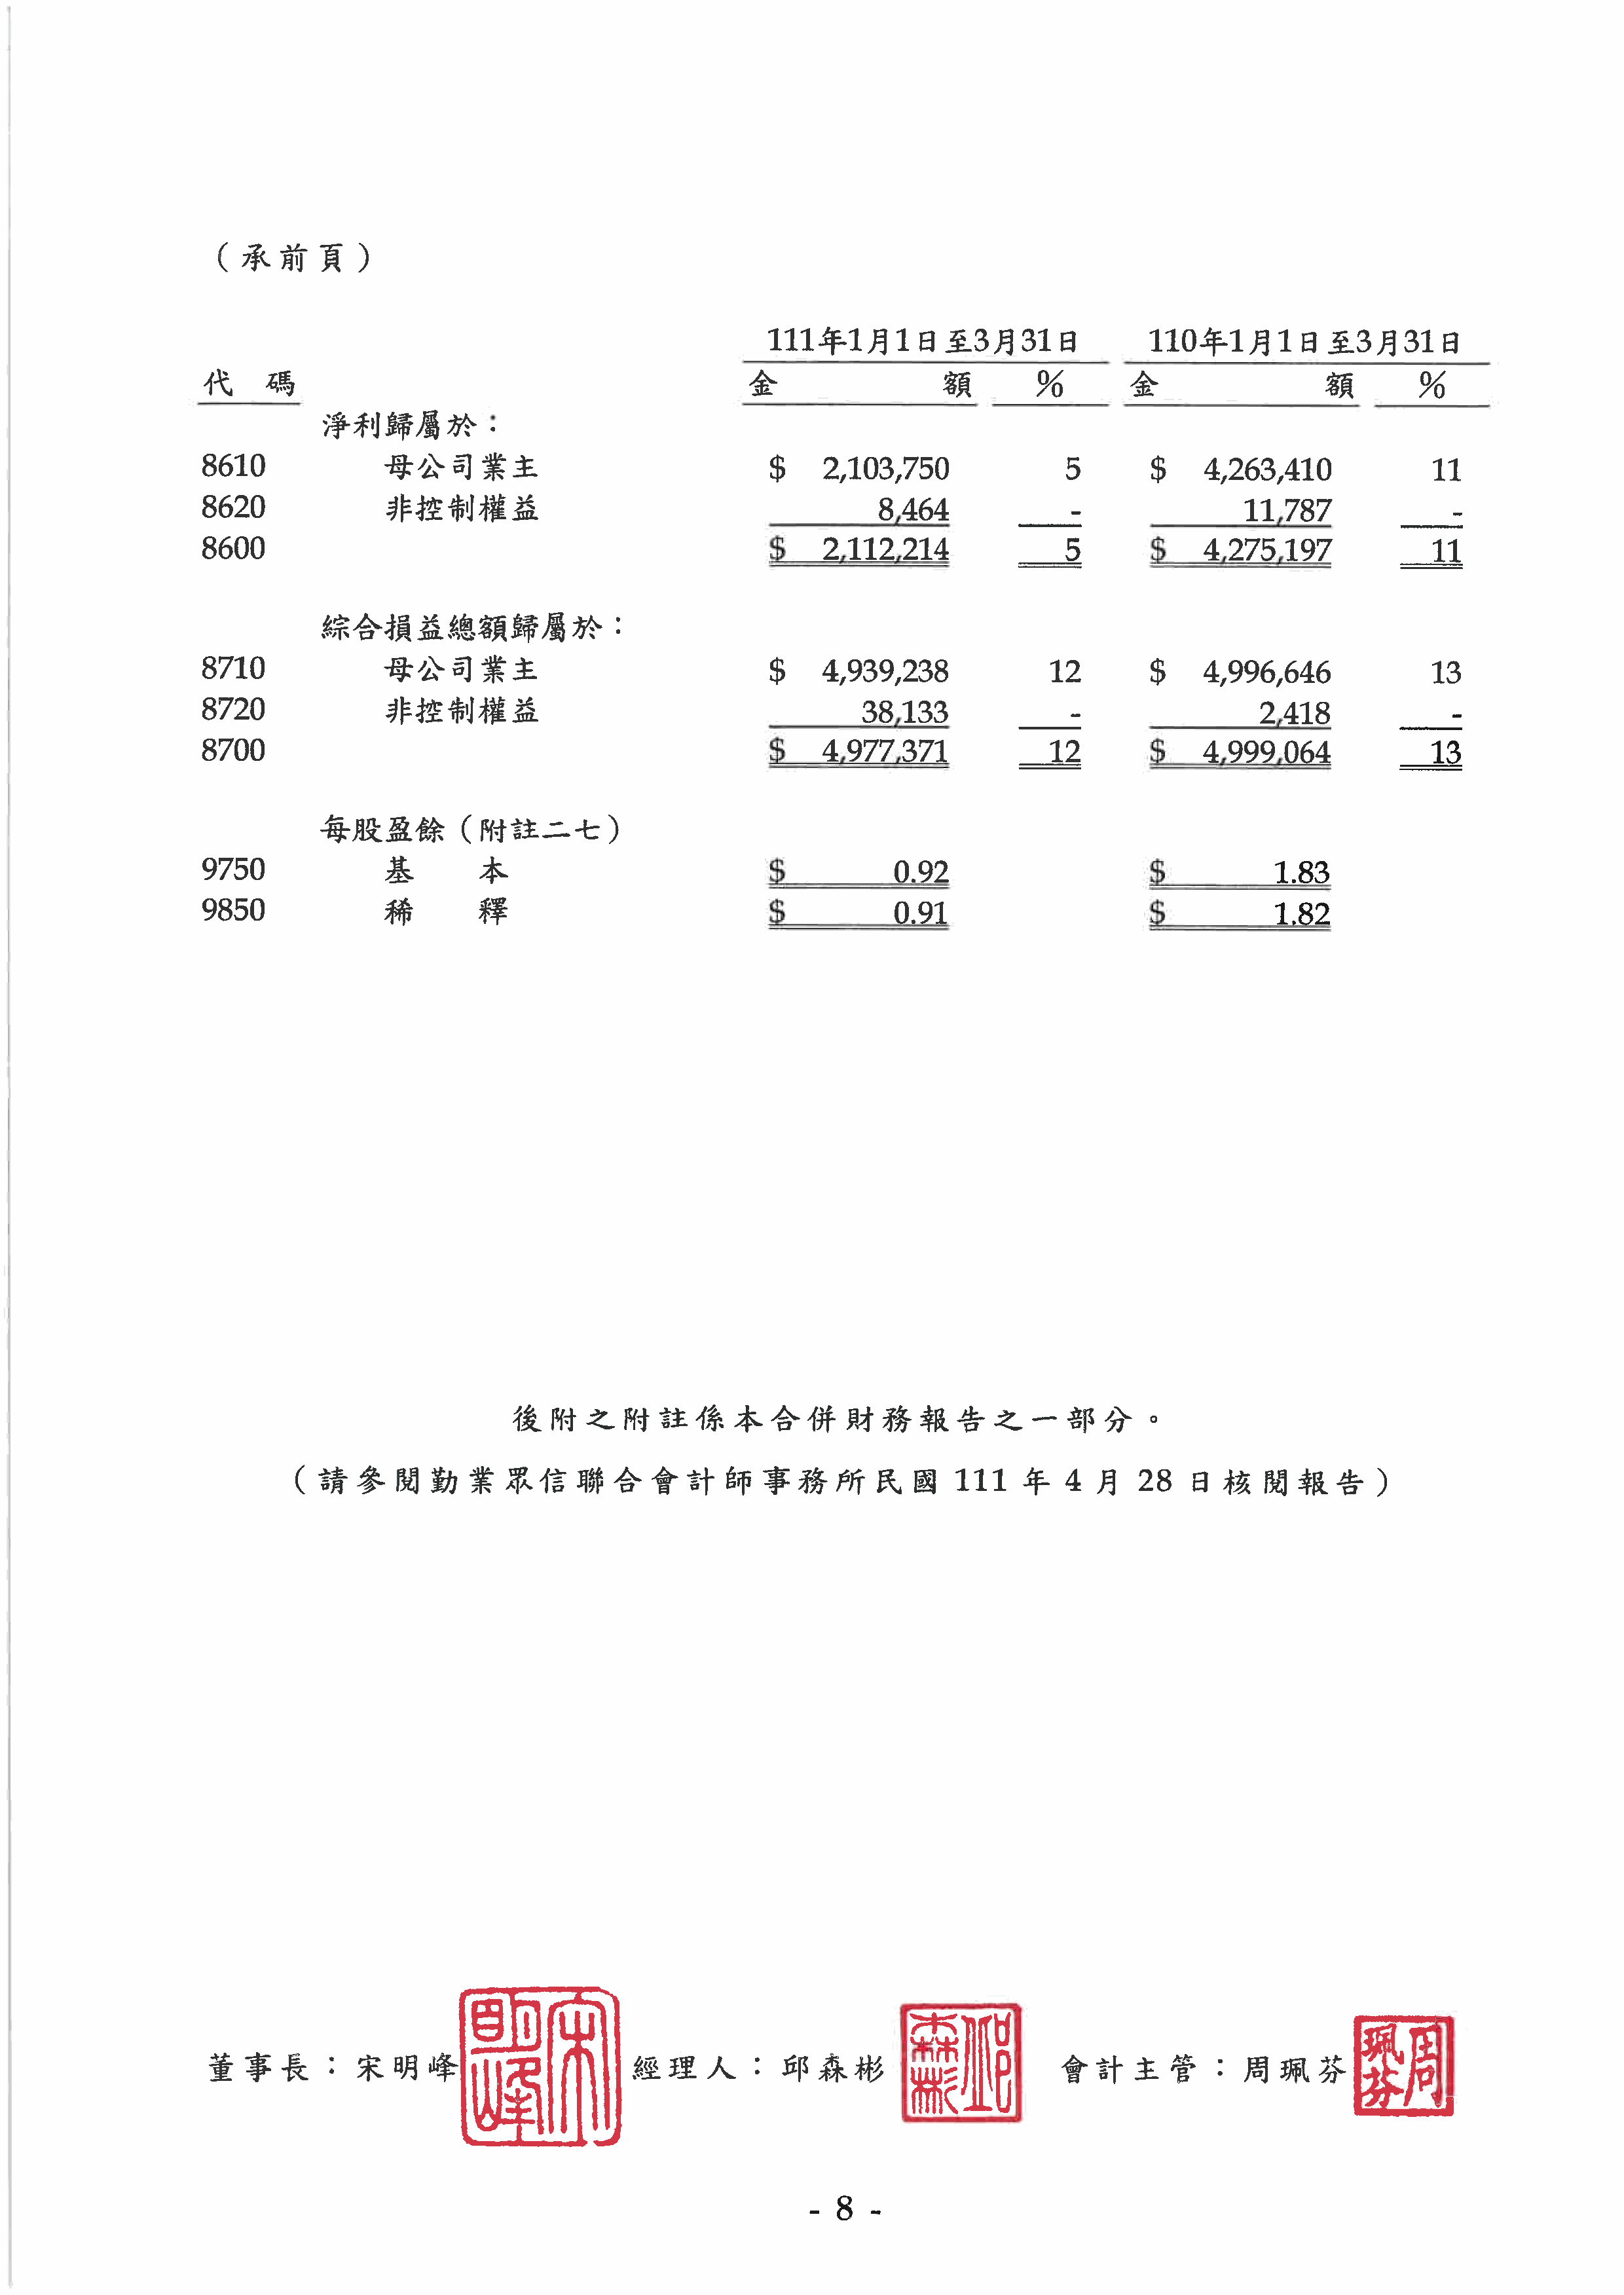 （承前頁）
111年1月1日至3月31日 110年1月1日至3月31日
代 碼 金 額 % 金 額 %
淨利歸屬於：
8610 母公司業主 $ 2,103,750 5 $ 4,263,410 11
8620 非控制權益 8,464 - 11,787 -
8600 $ 2,112,214 5 $ 4,275,197 11
綜合損益總額歸屬於：
8710 母公司業主 $ 4,939,238 12 $ 4,996,646 13
8720 非控制權益 38,133 - 2,418 -
8700 $ 4,977,371 12 $ 4,999,064 13
每股盈餘（附註二七）
9750 基 本 $ 0.92 $ 1.83
9850 稀 釋 $ 0.91 $ 1.82
後附之附註係本合併財務報告之一部分。
（請參閱勤業眾信聯合會計師事務所民國 111 年 4 月 28 日核閱報告）
董事長：宋明峰 宋明峰 經理人：邱森彬 邱森彬 會計主管：周珮芬 周珮芬
- 8 -